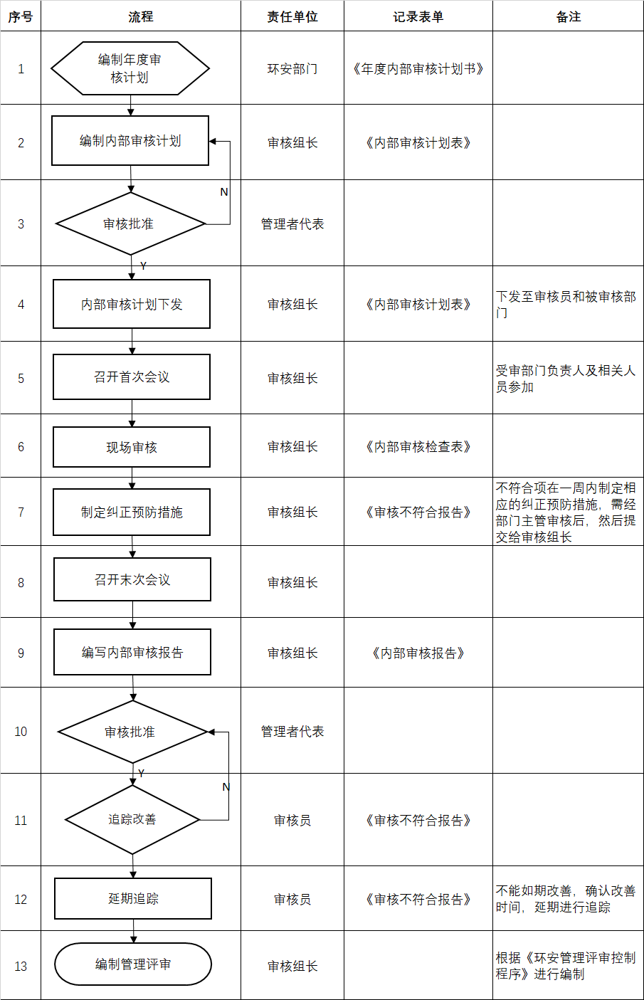 序号 流程 责任单位 记录表单 备注
1 编制年度审 环安部门 《年度内部审核计划书》
核计划
2 编制内部审核计划 审核组长 《内部审核计划表》
N
3 审核批准 管理者代表
Y
4 内部审核计划下发 审核组长 《内部审核计划表》 下发至审核员和被审核部
门
5 召开首次会议 审核组长 受审部门负责人及相关人
员参加
6 现场审核 审核组长 《内部审核检查表》
7 制定纠正预防措施 审核组长 《审核不符合报告》 不符合项在一周内制定相
应的纠正预防措施，需经
部门主管审核后，然后提
交给审核组长
8 召开末次会议 审核组长
9 编写内部审核报告 审核组长 《内部审核报告》
10 审核批准 管理者代表
Y
N
11 追踪改善 审核员 《审核不符合报告》
12 延期追踪 审核员 《审核不符合报告》 不能如期改善，确认改善
时间，延期进行追踪
13 编制管理评审 审核组长 根据《环安管理评审控制
程序》进行编制